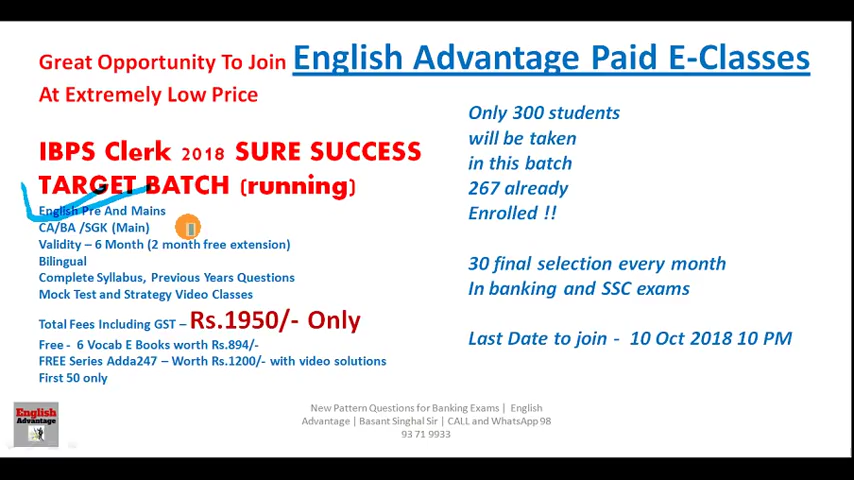 Great Opportunity To Join English Advantage Paid E-Classes
At Extremely Low Price
IBPS Clerk 2018 SURE SUCCESS
TARGET BATCH (running)
English Pre And Mains
CA/BA /SGK (Main)
Validity – 6 Month (2 month free extension)
Bilingual
Complete Syllabus, Previous Years Questions
Mock Test and Strategy Video Classes
Total Fees Including GST – Rs.1950/- Only
Free - 6 Vocab E Books worth Rs.894/-
FREE Series Adda247 – Worth Rs.1200/- with video solutions
First 50 only
Only 300 students
will be taken
in this batch
267 already
Enrolled !!
30 final selection every month
In banking and SSC exams
Last Date to join - 10 Oct 2018 10 PM
English
Advantage
New Pattern Questions for Banking Exams | English
Advantage | Basant Singhal Sir | CALL and WhatsApp 98
93 71 9933